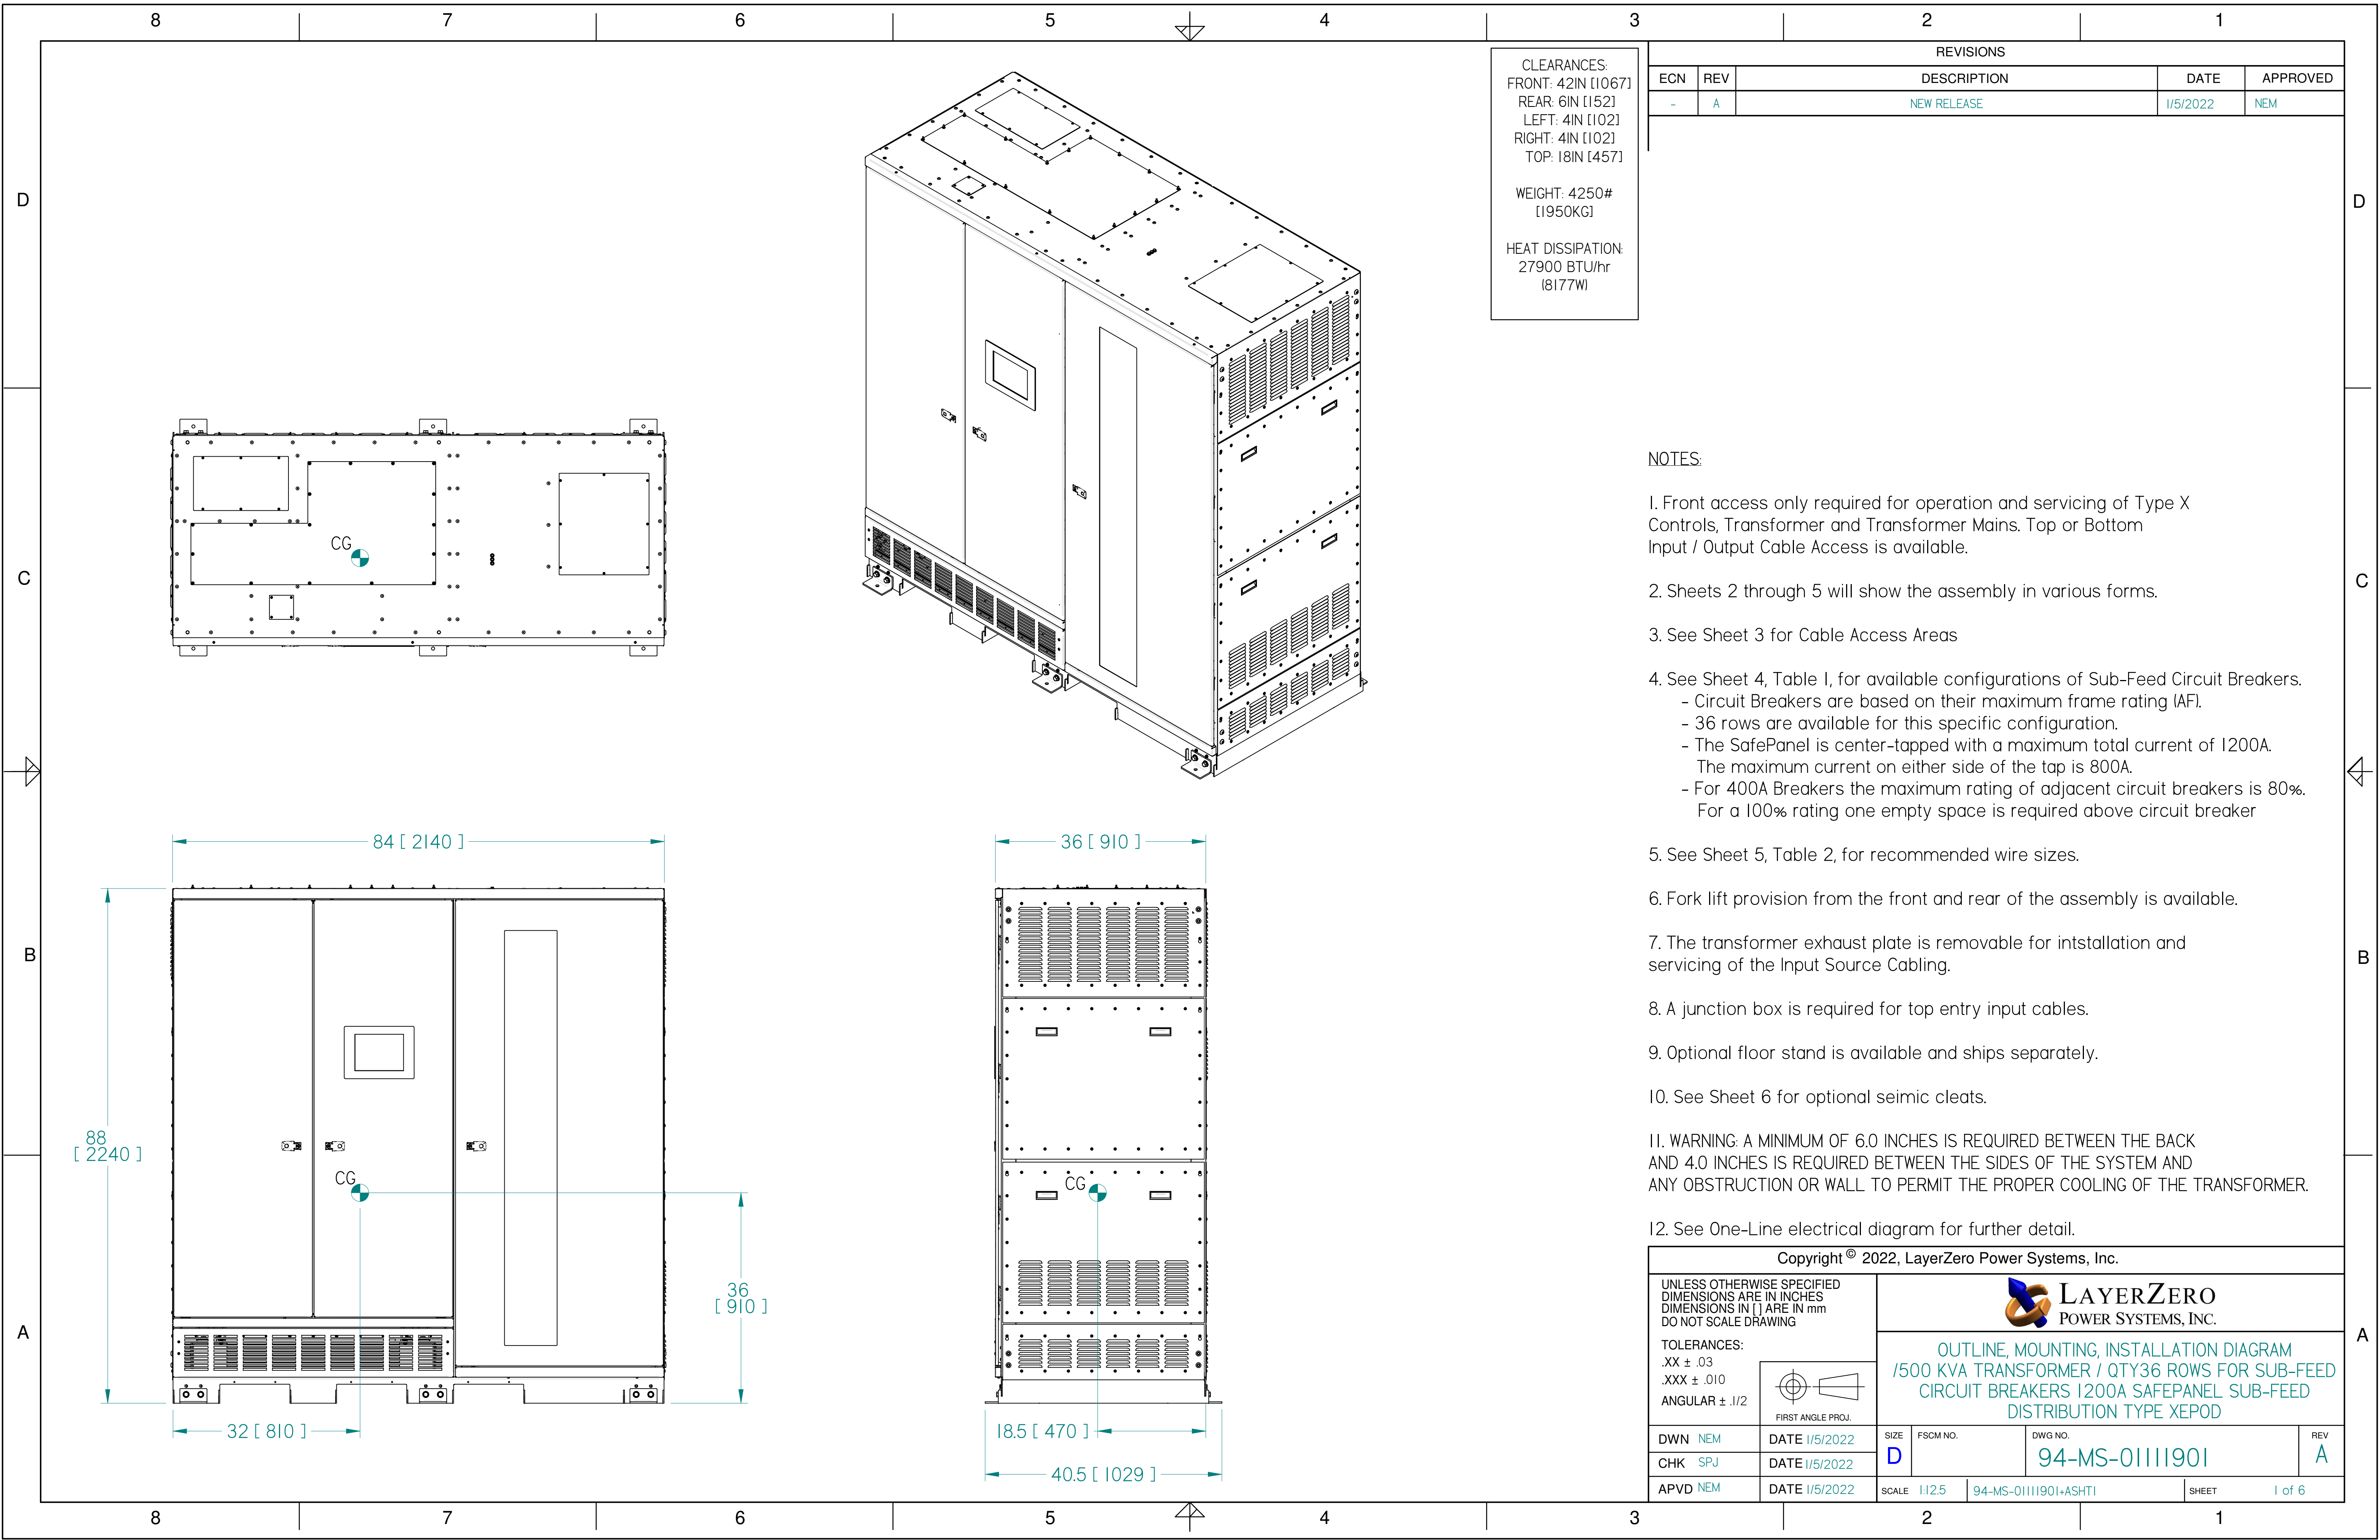 8 7 6 5 4 3 2 1
D
C
B
A
CLEARANCES:
FRONT: 42IN [1067]
REAR: 6IN [152]
LEFT: 4IN [102]
RIGHT: 4IN [102]
TOP: 18IN [457]
WEIGHT: 4250#
[1950KG]
HEAT DISSIPATION:
27900 BTU/hr
(8177W)
REVISIONS
ECN REV DESCRIPTION DATE APPROVED
- A NEW RELEASE 1/5/2022 NEM
D
C
B
A
CG
84 [ 2140 ]
88
[ 2240 ]
CG
36
[ 910 ]
32 [ 810 ]
36 [ 910 ]
CG
18.5 [ 470 ]
40.5 [ 1029 ]
NOTES:
1. Front access only required for operation and servicing of Type X
Controls, Transformer and Transformer Mains. Top or Bottom
Input / Output Cable Access is available.
2. Sheets 2 through 5 will show the assembly in various forms.
3. See Sheet 3 for Cable Access Areas
4. See Sheet 4, Table 1, for available configurations of Sub-Feed Circuit Breakers.
- Circuit Breakers are based on their maximum frame rating (AF).
- 36 rows are available for this specific configuration.
- The SafePanel is center-tapped with a maximum total current of 1200A.
The maximum current on either side of the tap is 800A.
- For 400A Breakers the maximum rating of adjacent circuit breakers is 80%.
For a 100% rating one empty space is required above circuit breaker
5. See Sheet 5, Table 2, for recommended wire sizes.
6. Fork lift provision from the front and rear of the assembly is available.
7. The transformer exhaust plate is removable for intstallation and
servicing of the Input Source Cabling.
8. A junction box is required for top entry input cables.
9. Optional floor stand is available and ships separately.
10. See Sheet 6 for optional seimic cleats.
11. WARNING: A MINIMUM OF 6.0 INCHES IS REQUIRED BETWEEN THE BACK
AND 4.0 INCHES IS REQUIRED BETWEEN THE SIDES OF THE SYSTEM AND
ANY OBSTRUCTION OR WALL TO PERMIT THE PROPER COOLING OF THE TRANSFORMER.
12. See One-Line electrical diagram for further detail.
Copyright © 2022, LayerZero Power Systems, Inc.
UNLESS OTHERWISE SPECIFIED
DIMENSIONS ARE IN INCHES
DIMENSIONS IN [ ] ARE IN mm
DO NOT SCALE DRAWING
TOLERANCES:
.XX ± .03
.XXX ± .010
ANGULAR ± .1/2
FIRST ANGLE PROJ.
LAYERZERO
POWER SYSTEMS, INC.
OUTLINE, MOUNTING, INSTALLATION DIAGRAM
/500 KVA TRANSFORMER / QTY36 ROWS FOR SUB-FEED
CIRCUIT BREAKERS 1200A SAFEPANEL SUB-FEED
DISTRIBUTION TYPE XEPOD
DWN NEM DATE 1/5/2022
CHK SPJ DATE 1/5/2022
APVD NEM DATE 1/5/2022
SIZE D FSCM NO. DWG NO. 94-MS-01111901 REV A
SCALE 1:12.5 94-MS-01111901+ASHT1 SHEET 1 of 6
8 7 6 5 4 3 2 1